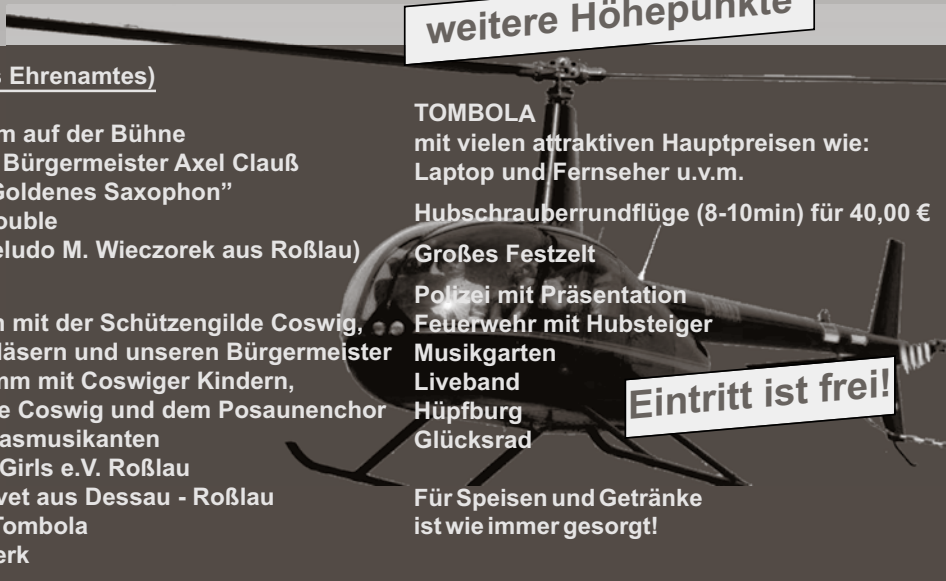 s Ehrenamtes)
m auf der Bühne
Bürgermeister Axel Clauß
Goldenes Saxophon”
ouble
eludo M. Wieczorek aus Roßlau)
n mit der Schützengilde Coswig,
läsern und unseren Bürgermeister
mm mit Coswiger Kindern,
e Coswig und dem Posaunenchor
asmusikanten
Girls e.V. Roßlau
vet aus Dessau - Roßlau
Tombola
erk
weitere Höhepunkte
TOMBOLA
mit vielen attraktiven Hauptpreisen wie:
Laptop und Fernseher u.v.m.
Hubschrauberrundflüge (8-10min) für 40,00 €
Großes Festzelt
Polizei mit Präsentation
Feuerwehr mit Hubsteiger
Musikgarten
Liveband
Hüpfburg
Glücksrad
Eintritt ist frei!
Für Speisen und Getränke
ist wie immer gesorgt!